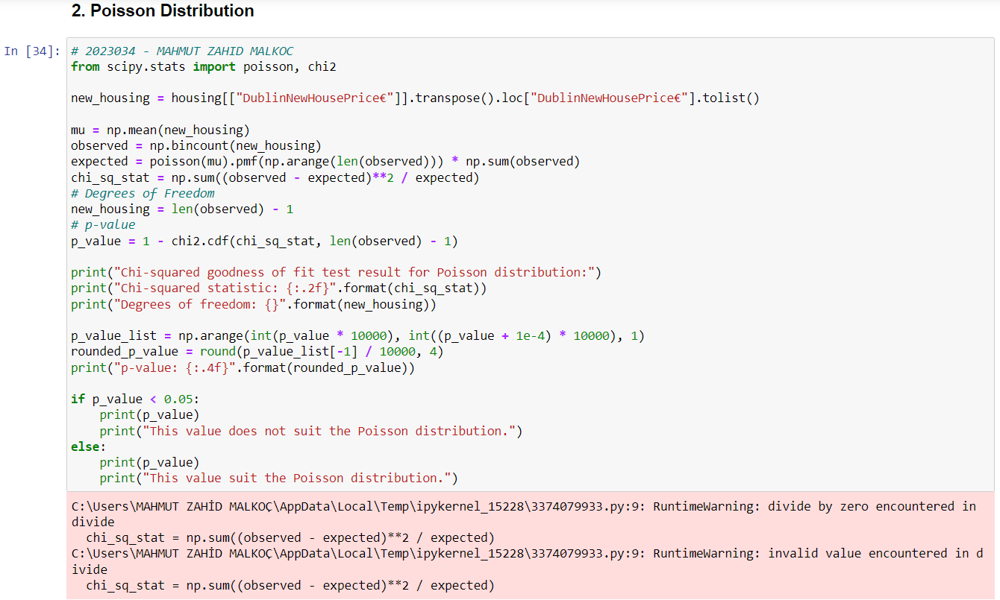 2. Poisson Distribution
In [34]:
# 2023034 - MAHMUT ZAHID MALKOC
from scipy.stats import poisson, chi2
new_housing = housing[["DublinNewHousePrice€"]].transpose().loc["DublinNewHousePrice€"].tolist()
mu = np.mean(new_housing)
observed = np.bincount(new_housing)
expected = poisson(mu).pmf(np.arange(len(observed))) * np.sum(observed)
chi_sq_stat = np.sum((observed - expected)**2 / expected)
# Degrees of Freedom
new_housing = len(observed) - 1
# p-value
p_value = 1 - chi2.cdf(chi_sq_stat, len(observed) - 1)
print("Chi-squared goodness of fit test result for Poisson distribution:")
print("Chi-squared statistic: {:.2f}".format(chi_sq_stat))
print("Degrees of freedom: {}".format(new_housing))
p_value_list = np.arange(int(p_value * 10000), int((p_value + 1e-4) * 10000), 1)
rounded_p_value = round(p_value_list[-1] / 10000, 4)
print("p-value: {:.4f}".format(rounded_p_value))
if p_value < 0.05:
    print(p_value)
    print("This value does not suit the Poisson distribution.")
else:
    print(p_value)
    print("This value suit the Poisson distribution.")
C:\Users\MAHMUT ZAHİD MALKOÇ\AppData\Local\Temp\ipykernel_15228\3374079933.py:9: RuntimeWarning: divide by zero encountered in
divide
  chi_sq_stat = np.sum((observed - expected)**2 / expected)
C:\Users\MAHMUT ZAHİD MALKOÇ\AppData\Local\Temp\ipykernel_15228\3374079933.py:9: RuntimeWarning: invalid value encountered in d
ivide
  chi_sq_stat = np.sum((observed - expected)**2 / expected)